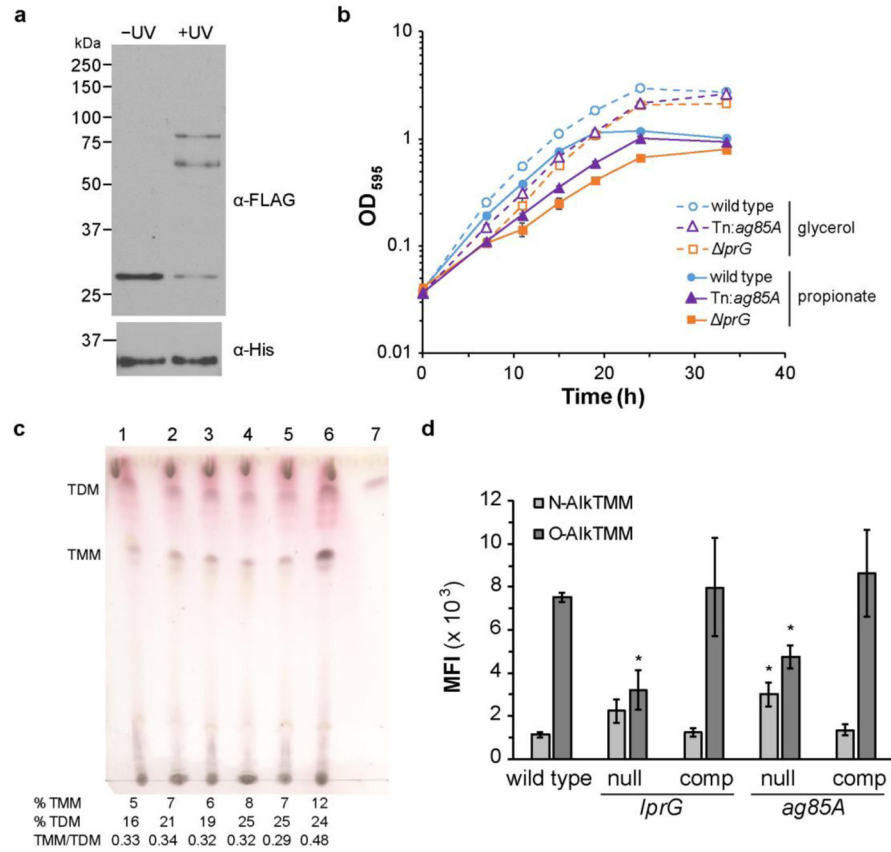 a
−UV +UV
kDa
250
150
100
75
50
37
25
α-FLAG
37
α-His
b
10
1
0.1
0.01
OD595
0 10 20 30 40
Time (h)
wild type
Tn:ag85A
ΔlprG
glycerol
wild type
Tn:ag85A
ΔlprG
propionate
c
1 2 3 4 5 6 7
TDM
TMM
% TMM 5 7 6 8 7 12
% TDM 16 21 19 25 25 24
TMM/TDM 0.33 0.34 0.32 0.32 0.29 0.48
d
N-AlkTMM
O-AlkTMM
12
10
8
6
4
2
0
MFI (x 10³)
* * *
wild type null comp null comp
lprG ag85A